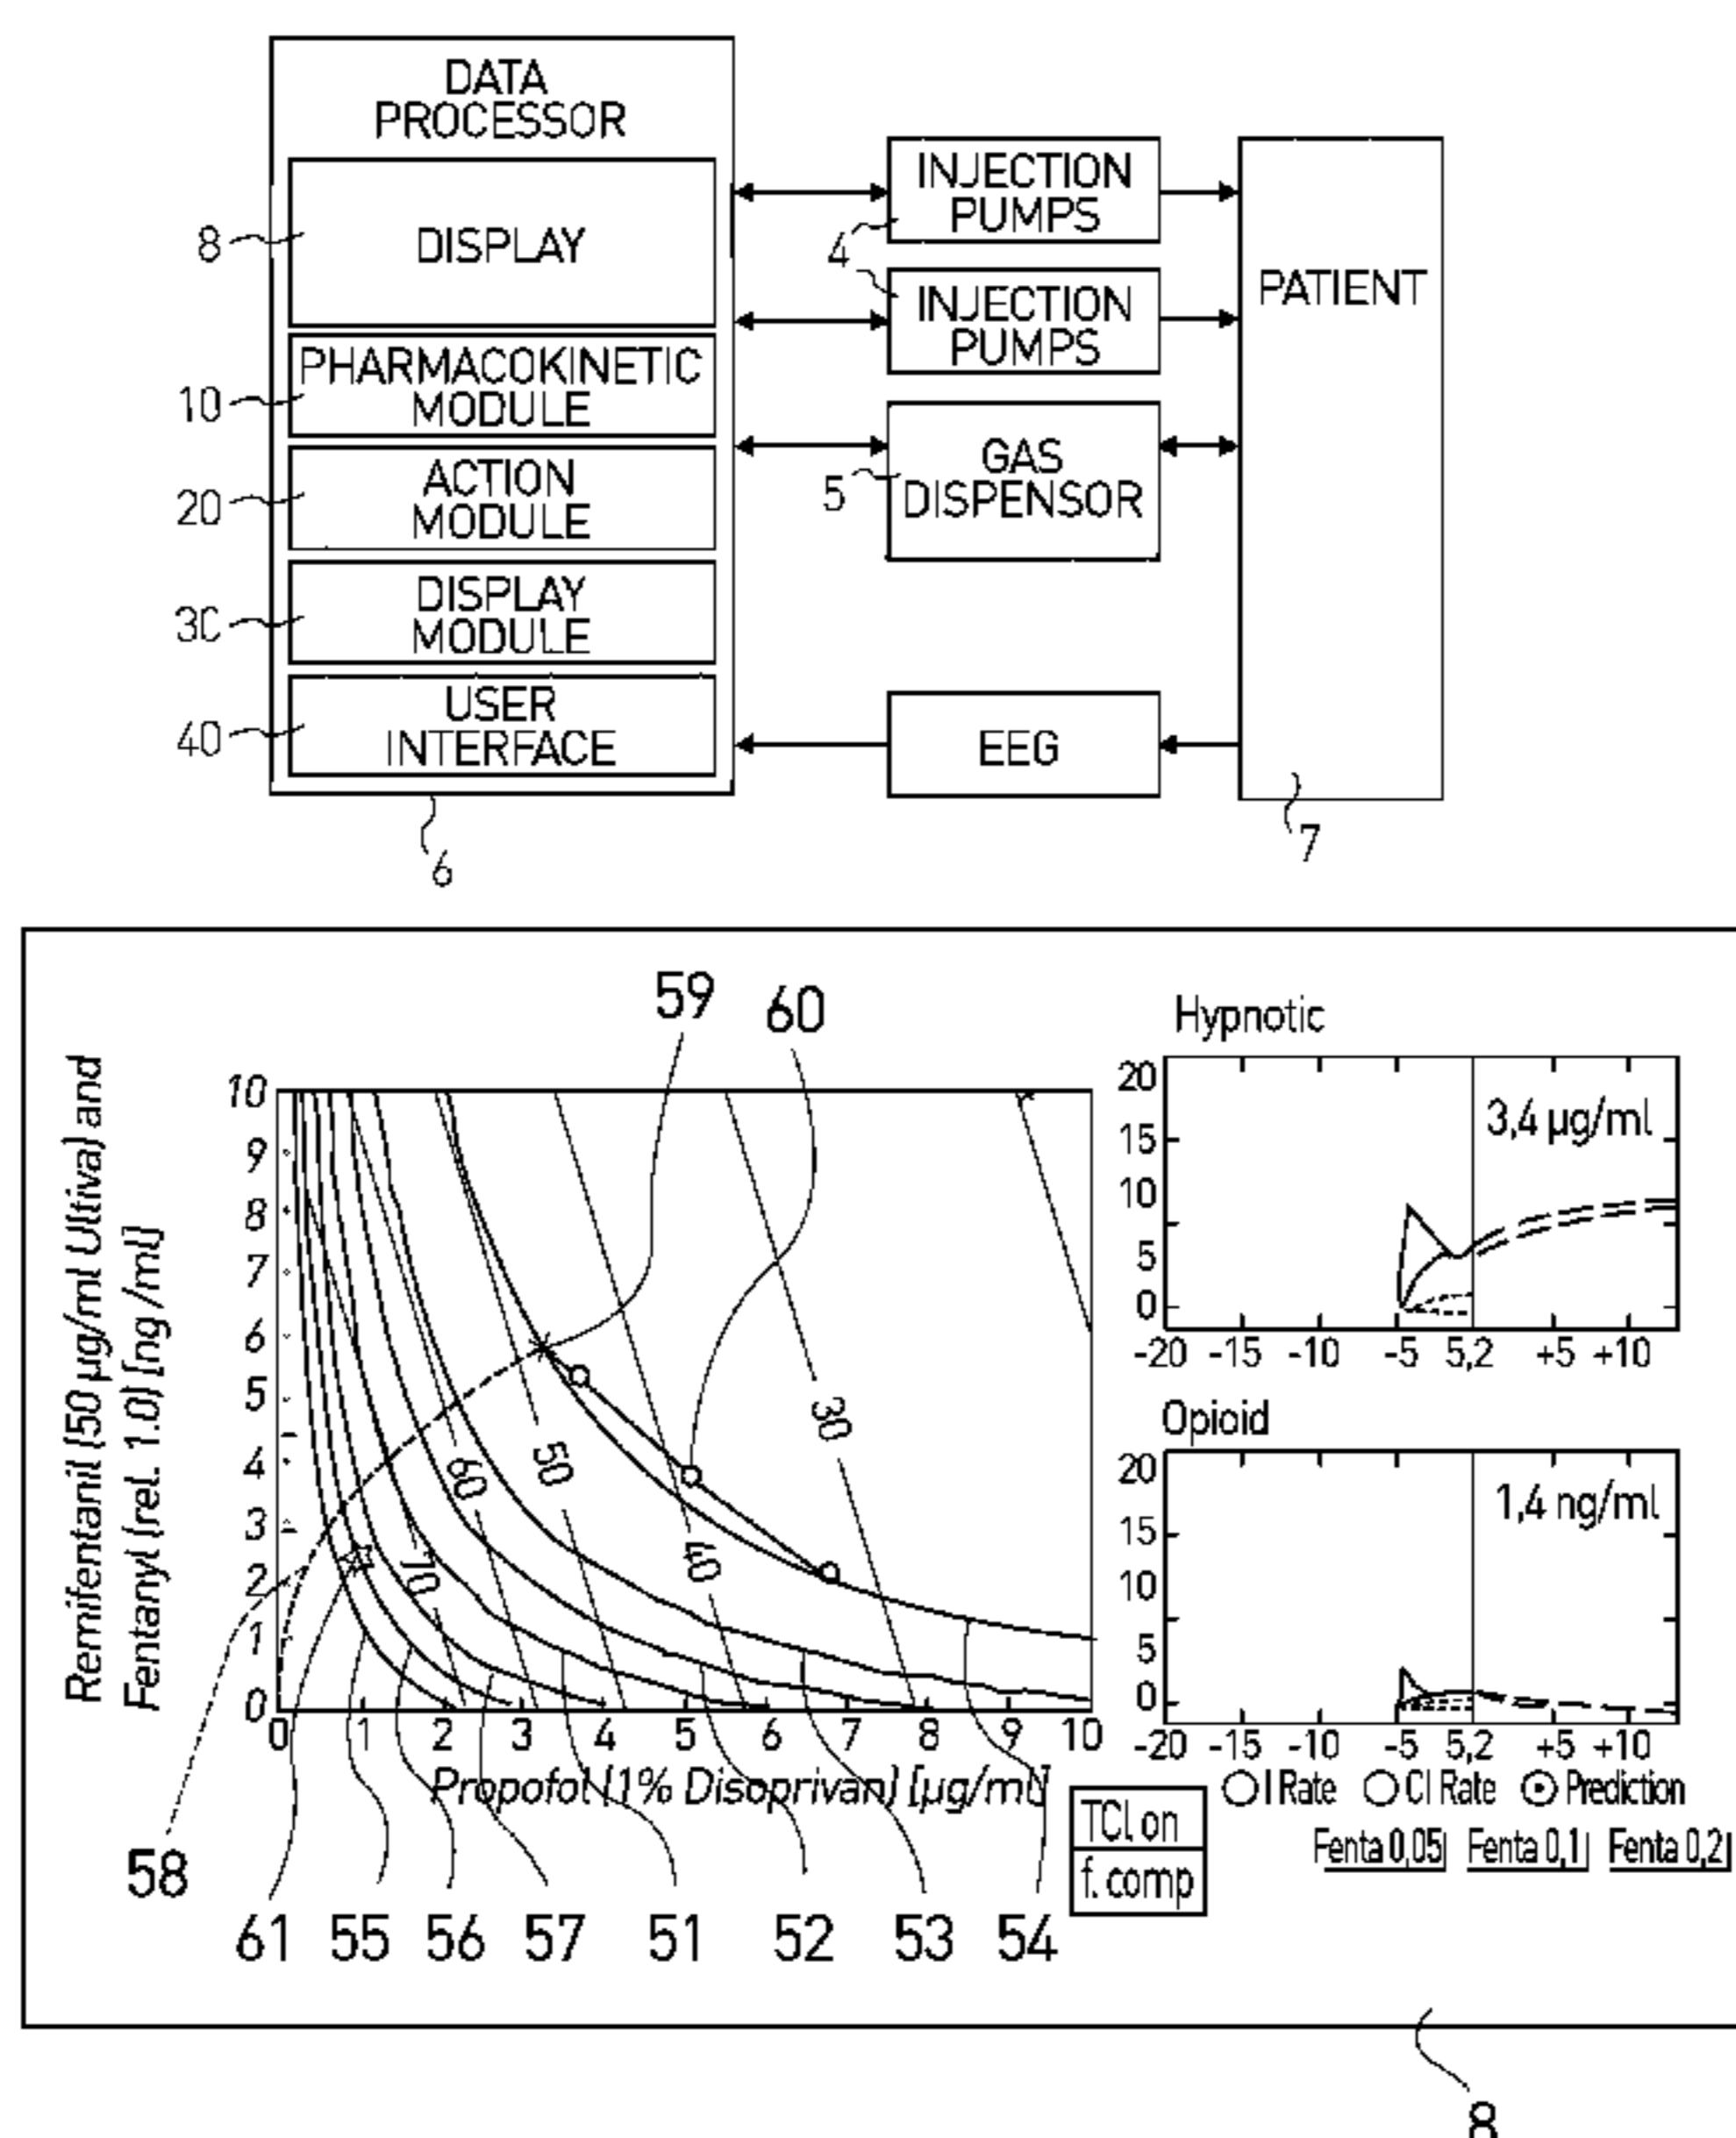 DATA
PROCESSOR
8
DISPLAY
PHARMACOKINETIC
10
MODULE
ACTION
20
MODULE
DISPLAY
30
MODULE
USER
40
INTERFACE
6
INJECTION
PUMPS
4
INJECTION
PUMPS
GAS
5
DISPENSOR
EEG
PATIENT
7
59
60
Remifentanil (50 µg/ml Ultiva) and
Fentanyl (rel. 1.0) [ng /ml]
10
9
8
7
6
5
4
3
2
1
0
70
60
50
40
30
0 1 2 3 4 5 6 7 8 9 10
Propofol (1% Disoprivan) [µg/ml]
58
61 55 56 57 51 52 53 54
Hypnotic
3,4 µg/ml
20
15
10
5
0
-20 -15 -10 -5 5,2 +5 +10
Opioid
1,4 ng/ml
20
15
10
5
0
-20 -15 -10 -5 5,2 +5 +10
I Rate CI Rate Prediction
TCI on
f. comp
Fenta 0,05 Fenta 0,1 Fenta 0,2
8